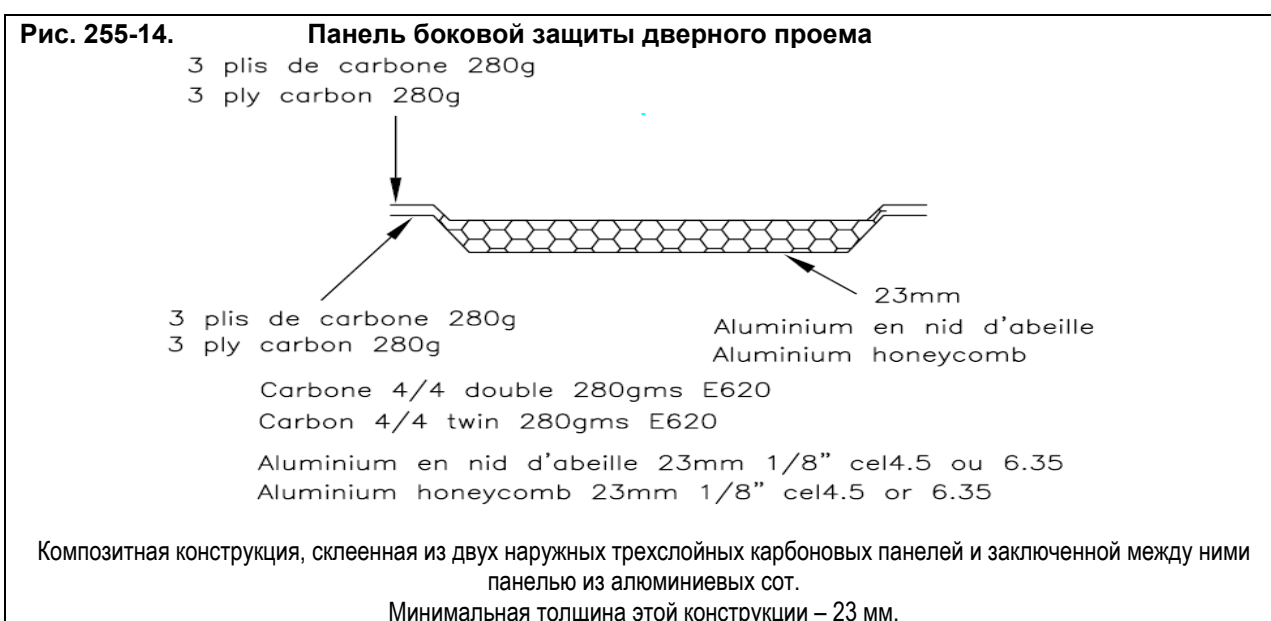 Рис. 255-14. Панель боковой защиты дверного проема
3 plis de carbone 280g
3 ply carbon 280g
23mm
3 plis de carbone 280g
3 ply carbon 280g
Aluminium en nid d'abeille
Aluminium honeycomb
Carbone 4/4 double 280gms E620
Carbon 4/4 twin 280gms E620
Aluminium en nid d'abeille 23mm 1/8” cel4.5 ou 6.35
Aluminium honeycomb 23mm 1/8” cel4.5 or 6.35
Композитная конструкция, склеенная из двух наружных трехслойных карбоновых панелей и заключенной между ними
панелью из алюминиевых сот.
Минимальная толщина этой конструкции – 23 мм.